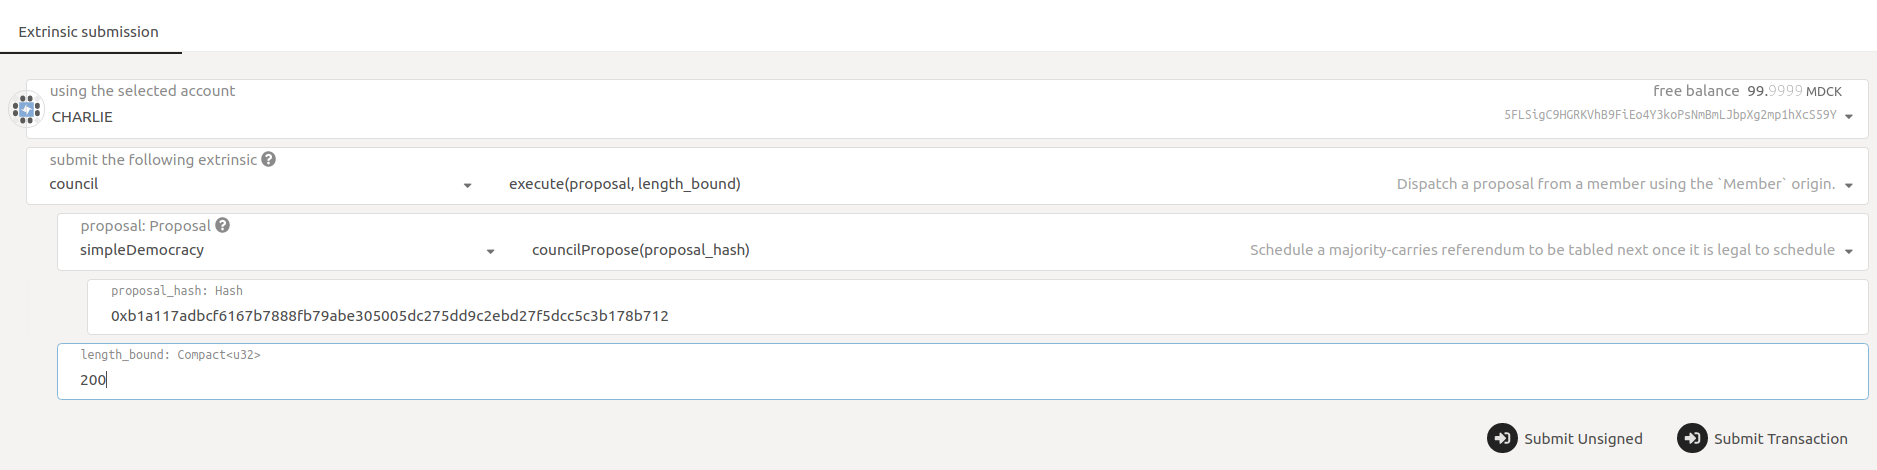 Extrinsic submission
using the selected account
free balance 99.9999 MDCK
CHARLIE
5FLSigC9HGRKVhB9FiEo4Y3koPsNmBmLJbpXg2mp1hXcS59Y
submit the following extrinsic
council
execute(proposal, length_bound)
Dispatch a proposal from a member using the `Member` origin.
proposal: Proposal
simpleDemocracy
councilPropose(proposal_hash)
Schedule a majority-carries referendum to be tabled next once it is legal to schedule
proposal_hash: Hash
0xb1a117adbcf6167b7888fb79abe305005dc275dd9c2ebd27f5dcc5c3b178b712
length_bound: Compact<u32>
200
Submit Unsigned
Submit Transaction